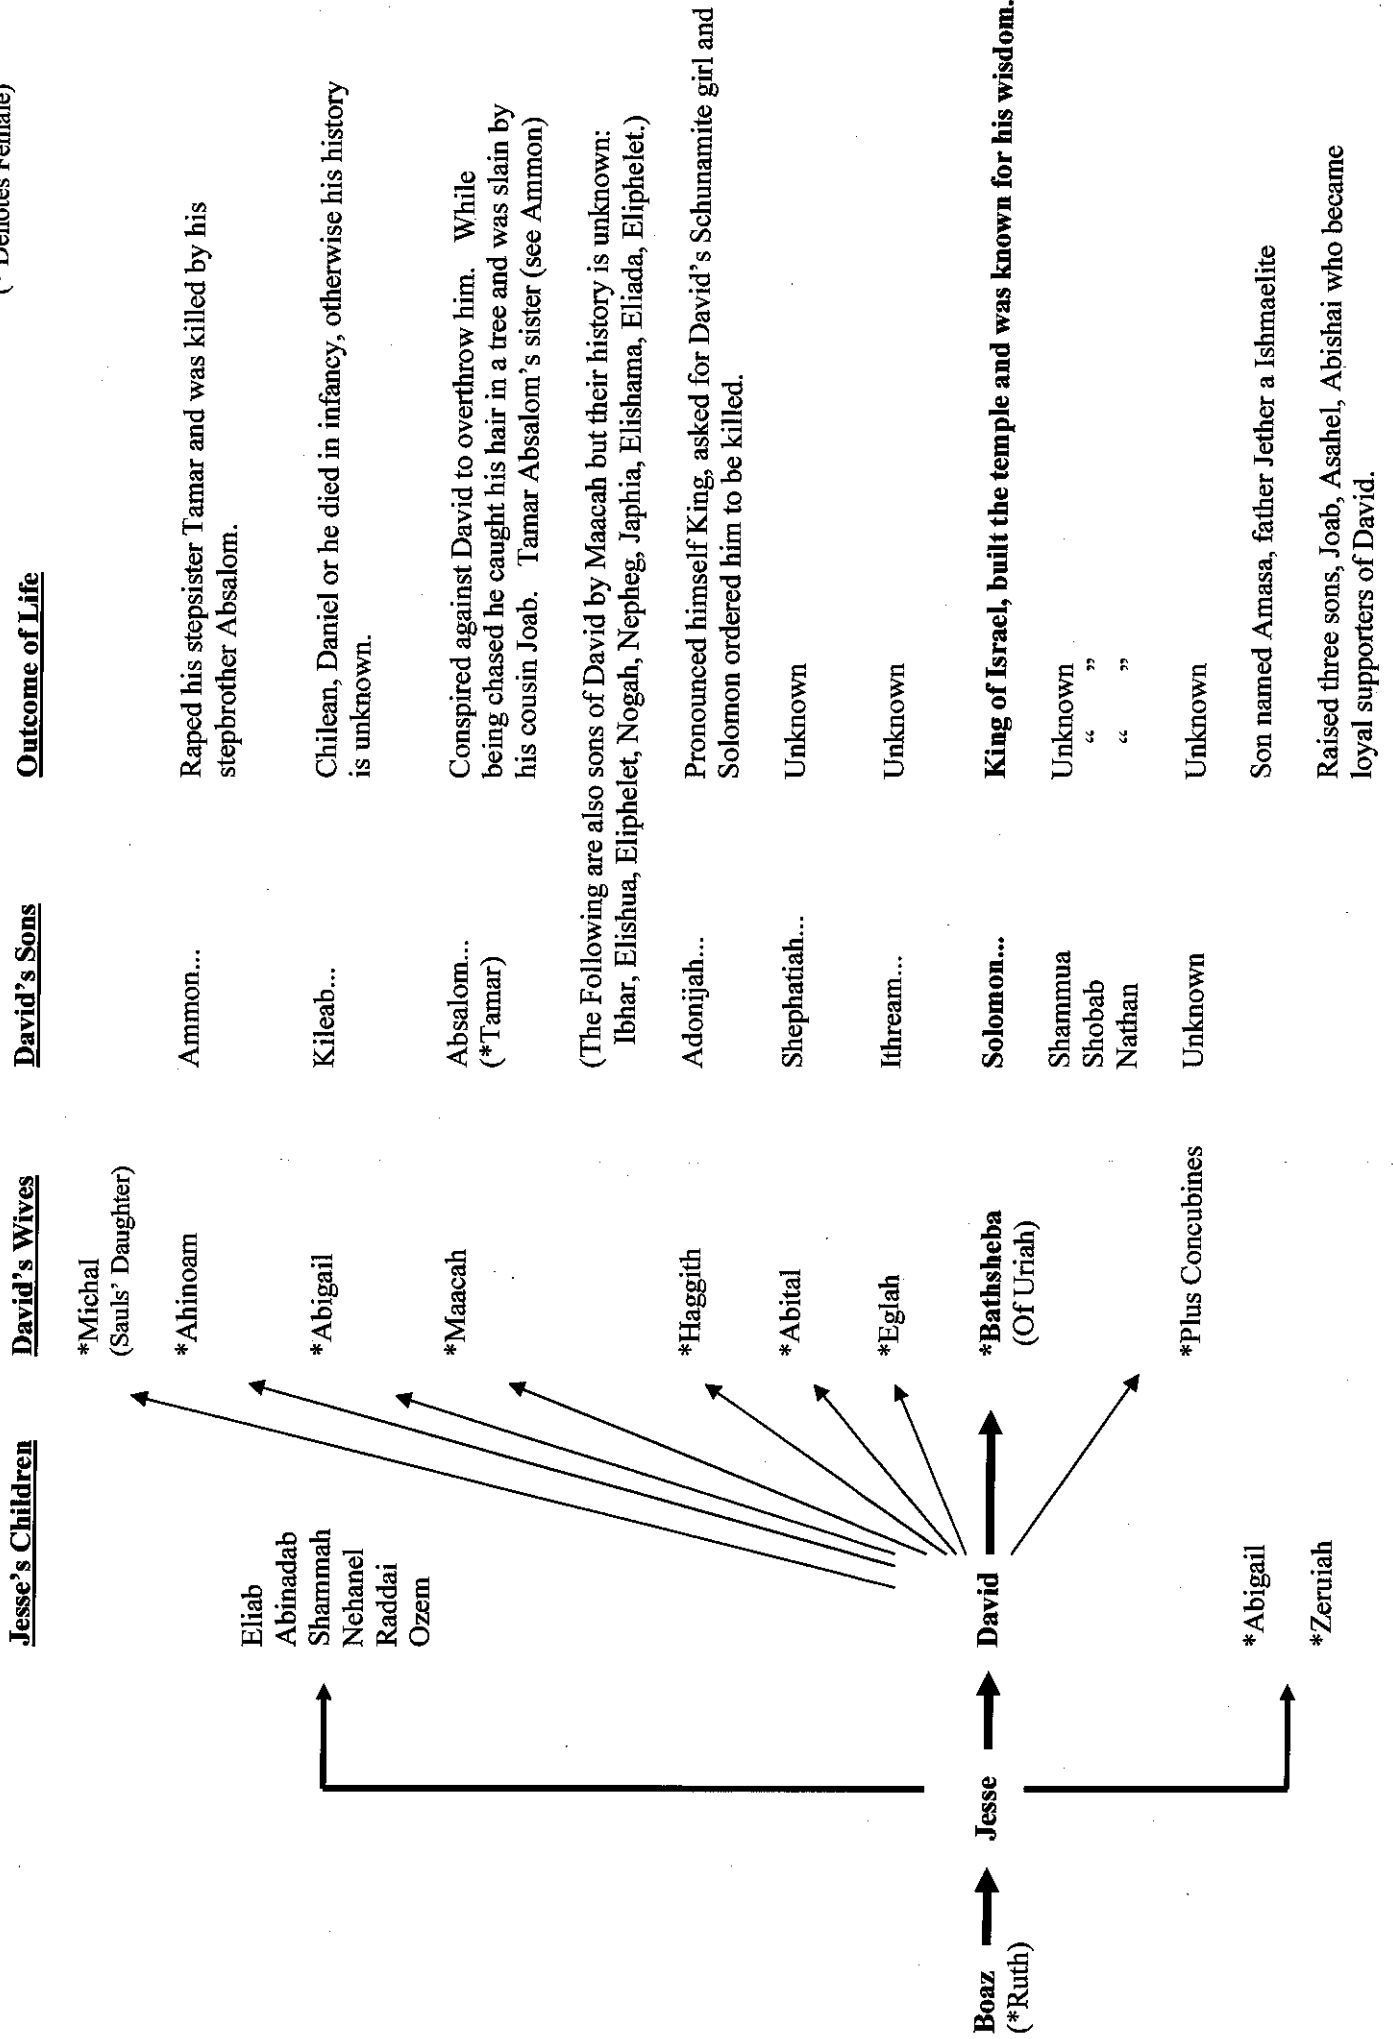 (* Denotes Female)
Jesse's Children
David's Wives
David's Sons
Outcome of Life
*Michal
(Sauls' Daughter)
*Ahinoam
Ammon...
Raped his stepsister Tamar and was killed by his
stepbrother Absalom.
Eliab
Abinadab
Shammah
Nehanel
Raddai
Ozem
*Abigail
Kileab...
Chilean, Daniel or he died in infancy, otherwise his history
is unknown.
*Maacah
Absalom...
(*Tamar)
Conspired against David to overthrow him. While
being chased he caught his hair in a tree and was slain by
his cousin Joab. Tamar Absalom's sister (see Ammon)
(The Following are also sons of David by Maacah but their history is unknown:
Ibhar, Elishua, Eliphelet, Nogah, Nepheg, Japhia, Elishama, Eliada, Eliphelet.)
*Haggith
Adonijah...
Pronounced himself King, asked for David's Schunamite girl and
Solomon ordered him to be killed.
*Abital
Shephatiah...
Unknown
*Eglah
Ithream...
Unknown
Boaz
(*Ruth)
Jesse
David
*Bathsheba
(Of Uriah)
Solomon...
King of Israel, built the temple and was known for his wisdom.
Shammua
Unknown
Shobab
“ ”
Nathan
“ ”
*Plus Concubines
Unknown
Unknown
*Abigail
Son named Amasa, father Jether a Ishmaelite
*Zeruiah
Raised three sons, Joab, Asahel, Abishai who became
loyal supporters of David.